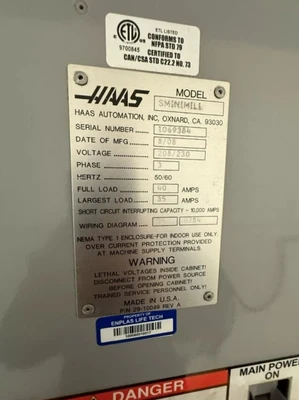 ETL LISTED
CONFORMS TO
NFPA STD 79
9700845
CERTIFIED TO
CAN/CSA STD C22.2 NO. 73
HAAS
MODEL
SMINIMILL
HAAS AUTOMATION, INC, OXNARD, CA. 93030
SERIAL NUMBER 1069384
DATE OF MFG. 8/08
VOLTAGE 208/230
PHASE 3
HERTZ 50/60
FULL LOAD 40 AMPS
LARGEST LOAD 35 AMPS
SHORT CIRCUIT INTERRUPTING CAPACITY - 10,000 AMPS
WIRING DIAGRAM
NEMA TYPE 1 ENCLOSURE-FOR INDOOR USE ONLY
OVER CURRENT PROTECTION PROVIDED
AT MACHINE SUPPLY TERMINALS.
WARNING
LETHAL VOLTAGES INSIDE CABINET!
DISCONNECT FROM POWER SOURCE
BEFORE OPENING CABINET!
TRAINED SERVICE PERSONNEL ONLY!
MADE IN U.S.A.
P/N 29-10049 REV A
PROPERTY OF
ENPLAS LIFE TECH
DANGER
MAIN POWER